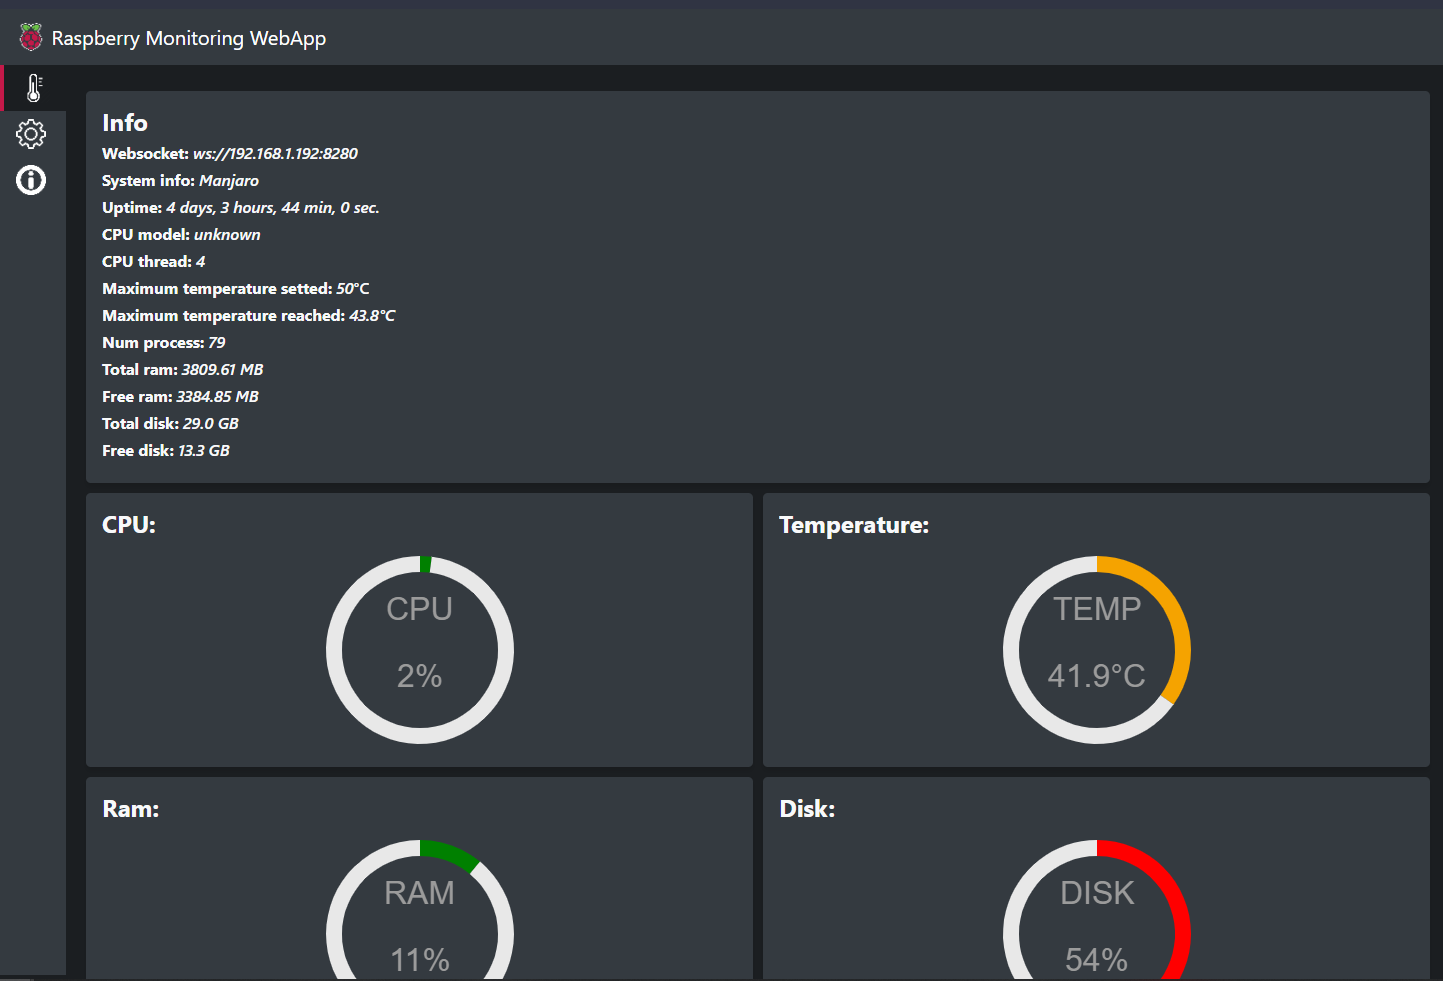 Raspberry Monitoring WebApp
Info
Websocket: ws://192.168.1.192:8280
System info: Manjaro
Uptime: 4 days, 3 hours, 44 min, 0 sec.
CPU model: unknown
CPU thread: 4
Maximum temperature setted: 50°C
Maximum temperature reached: 43.8°C
Num process: 79
Total ram: 3809.61 MB
Free ram: 3384.85 MB
Total disk: 29.0 GB
Free disk: 13.3 GB
CPU:
CPU
2%
Temperature:
TEMP
41.9°C
Ram:
RAM
11%
Disk:
DISK
54%